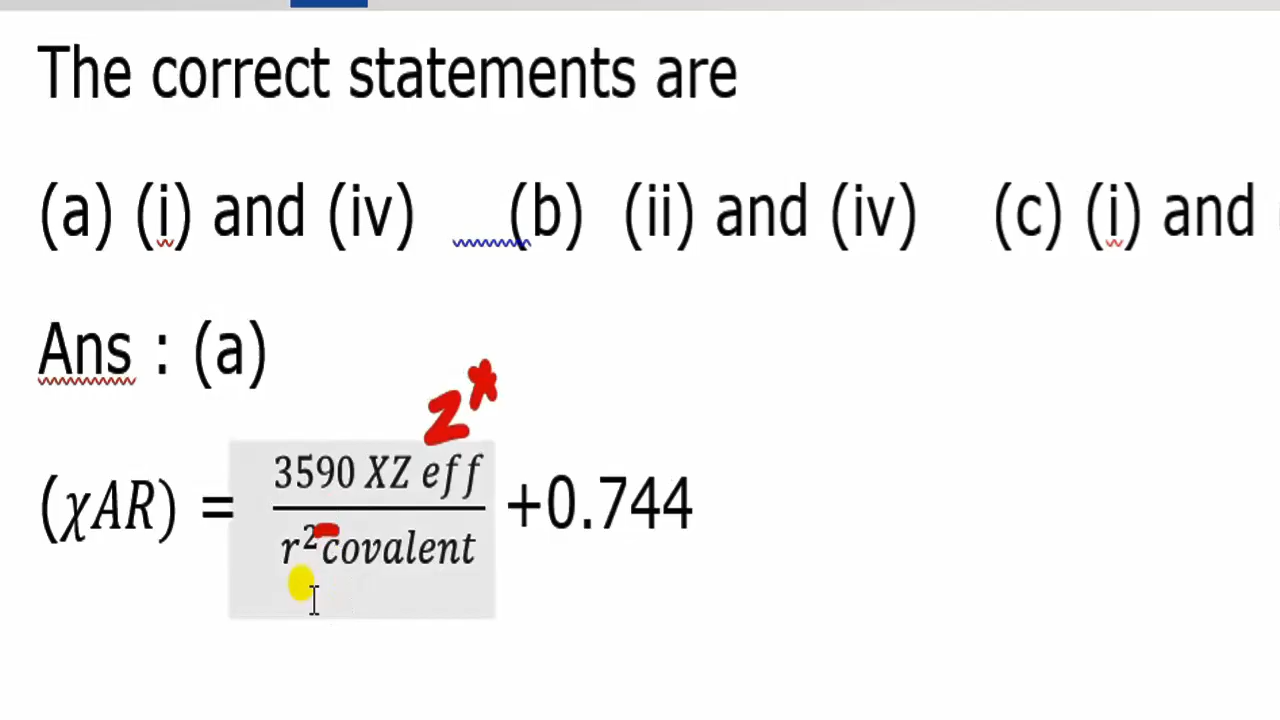 The correct statements are
(a) (i) and (iv) (b) (ii) and (iv) (c) (i) and
Ans : (a)
z*
(χAR) = 3590 XZ eff / r² covalent +0.744